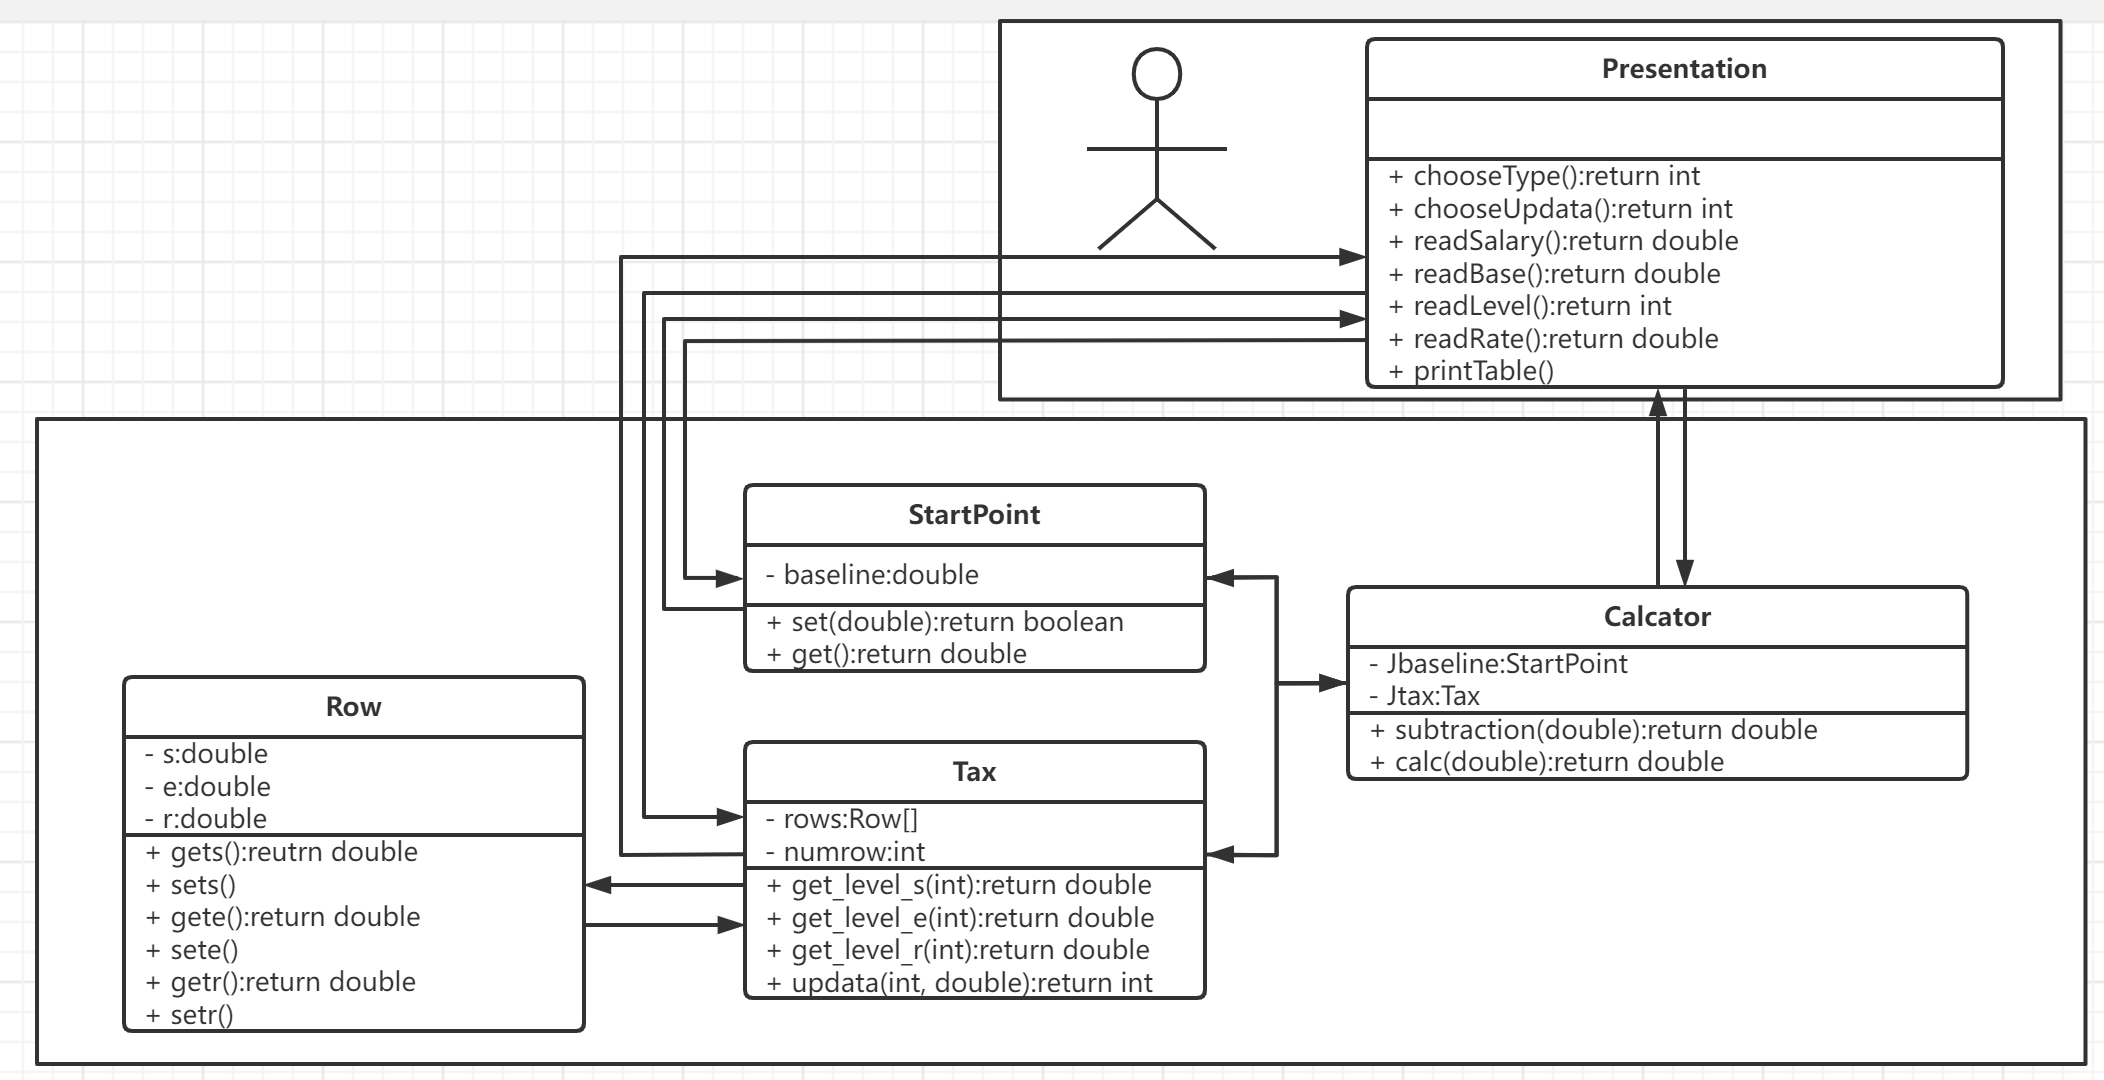 Presentation
+ chooseType():return int
+ chooseUpdata():return int
+ readSalary():return double
+ readBase():return double
+ readLevel():return int
+ readRate():return double
+ printTable()
StartPoint
- baseline:double
+ set(double):return boolean
+ get():return double
Calcator
- Jbaseline:StartPoint
- Jtax:Tax
+ subtraction(double):return double
+ calc(double):return double
Row
- s:double
- e:double
- r:double
+ gets():reutrn double
+ sets()
+ gete():return double
+ sete()
+ getr():return double
+ setr()
Tax
- rows:Row[]
- numrow:int
+ get_level_s(int):return double
+ get_level_e(int):return double
+ get_level_r(int):return double
+ updata(int, double):return int